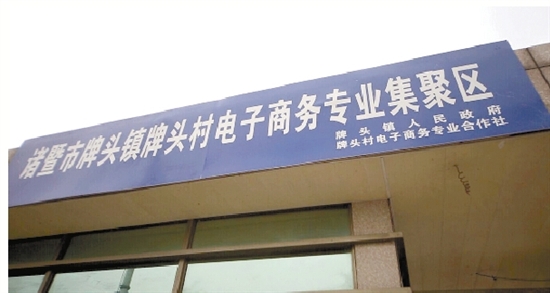 诸暨市牌头镇牌头村电子商务专业集聚区
牌头镇人民政府
牌头村电子商务专业合作社